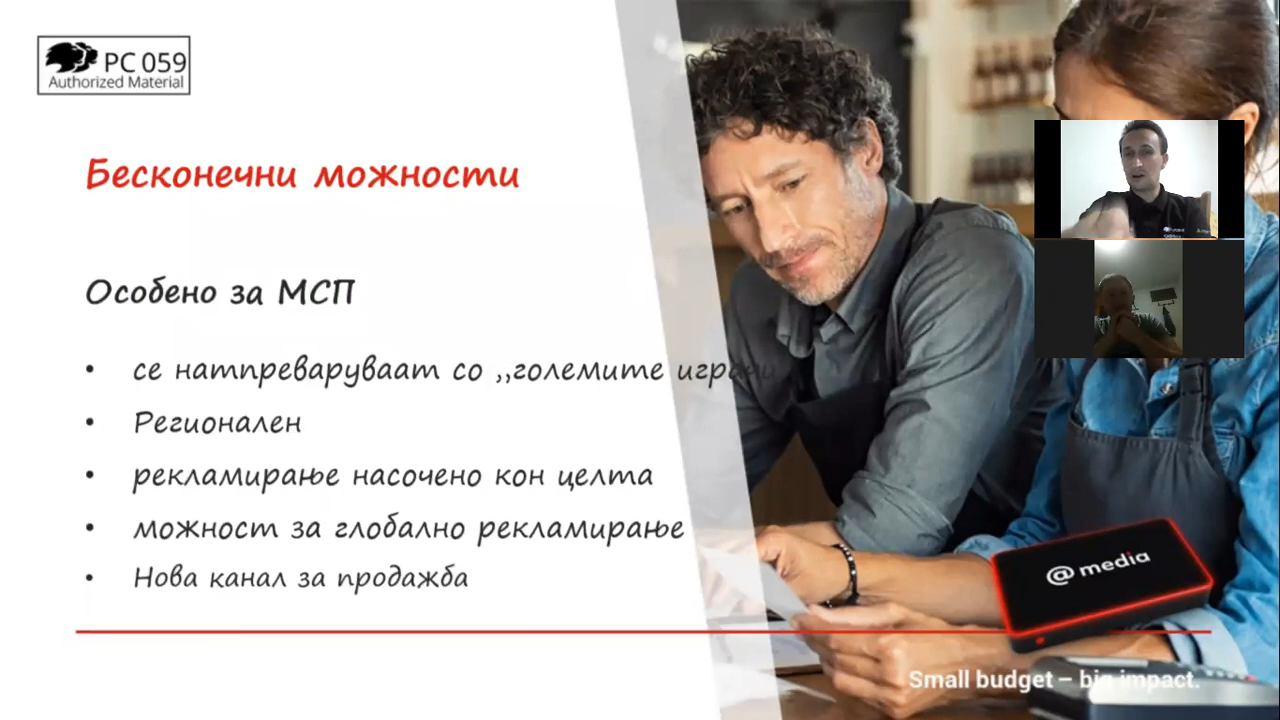 PC 059
Authorized Material
Бесконечни можности
Особено за МСП
• се натпреваруваат со ,,големите играчи
• Регионален
• рекламирање насочено кон целта
• можност за глобално рекламирање
• Нова канал за продажба
@ media
Small budget – big impact.